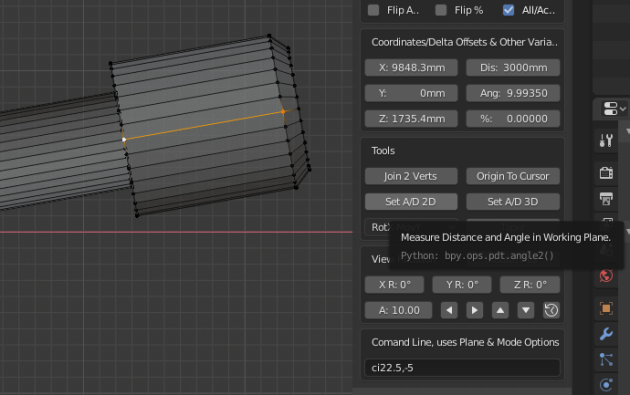 Flip A.. Flip % All/Ac..
Coordinates/Delta Offsets & Other Varia..
X: 9848.3mm Dis: 3000mm
Y: 0mm Ang: 9.99350
Z: 1735.4mm %: 0.00000
Tools
Join 2 Verts Origin To Cursor
Set A/D 2D Set A/D 3D
Measure Distance and Angle in Working Plane.
Python: bpy.ops.pdt.angle2()
X R: 0° Y R: 0° Z R: 0°
A: 10.00
Comand Line, uses Plane & Mode Options
ci22.5,-5